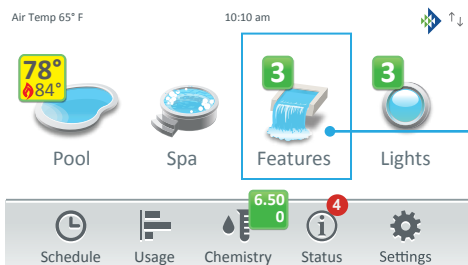 Air Temp 65° F 10:10 am
78°
84°
3
3
Pool Spa Features Lights
6.50
0
4
Schedule Usage Chemistry Status Settings